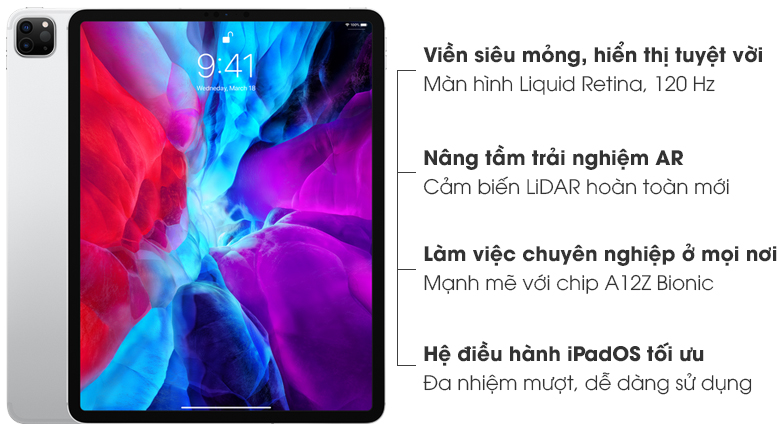 9:41
Wednesday, March 18
Viền siêu mỏng, hiển thị tuyệt vời
Màn hình Liquid Retina, 120 Hz
Nâng tầm trải nghiệm AR
Cảm biến LiDAR hoàn toàn mới
Làm việc chuyên nghiệp ở mọi nơi
Mạnh mẽ với chip A12Z Bionic
Hệ điều hành iPadOS tối ưu
Đa nhiệm mượt, dễ dàng sử dụng